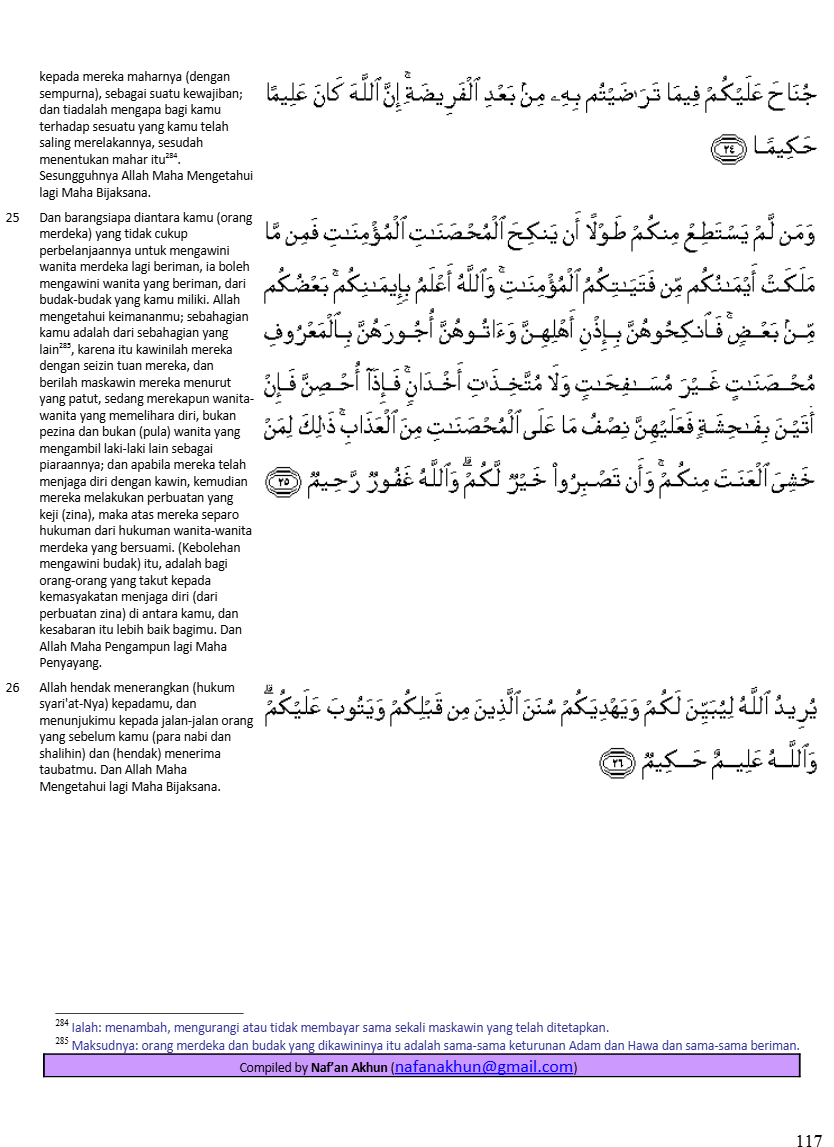 kepada mereka maharnya (dengan
sempurna), sebagai suatu kewajiban;
dan tiadalah mengapa bagi kamu
terhadap sesuatu yang kamu telah
saling merelakannya, sesudah
menentukan mahar itu²⁸⁴.
Sesungguhnya Allah Maha Mengetahui
lagi Maha Bijaksana.
جُنَاحَ عَلَيْكُمْ فِيمَا تَرَٰضَيْتُم بِهِۦ مِنۢ بَعْدِ ٱلْفَرِيضَةِ ۚ إِنَّ ٱللَّهَ كَانَ عَلِيمًا
حَكِيمًا ٢٤
25 Dan barangsiapa diantara kamu (orang
merdeka) yang tidak cukup
perbelanjaannya untuk mengawini
wanita merdeka lagi beriman, ia boleh
mengawini wanita yang beriman, dari
budak-budak yang kamu miliki. Allah
mengetahui keimananmu; sebahagian
kamu adalah dari sebahagian yang
lain²⁸⁵, karena itu kawinilah mereka
dengan seizin tuan mereka, dan
berilah maskawin mereka menurut
yang patut, sedang merekapun wanita-
wanita yang memelihara diri, bukan
pezina dan bukan (pula) wanita yang
mengambil laki-laki lain sebagai
piaraannya; dan apabila mereka telah
menjaga diri dengan kawin, kemudian
mereka melakukan perbuatan yang
keji (zina), maka atas mereka separo
hukuman dari hukuman wanita-wanita
merdeka yang bersuami. (Kebolehan
mengawini budak) itu, adalah bagi
orang-orang yang takut kepada
kemasyakatan menjaga diri (dari
perbuatan zina) di antara kamu, dan
kesabaran itu lebih baik bagimu. Dan
Allah Maha Pengampun lagi Maha
Penyayang.
وَمَن لَّمْ يَسْتَطِعْ مِنكُمْ طَوْلًا أَن يَنكِحَ ٱلْمُحْصَنَٰتِ ٱلْمُؤْمِنَٰتِ فَمِن مَّا
مَلَكَتْ أَيْمَٰنُكُم مِّن فَتَيَٰتِكُمُ ٱلْمُؤْمِنَٰتِ ۚ وَٱللَّهُ أَعْلَمُ بِإِيمَٰنِكُم ۚ بَعْضُكُم
مِّنۢ بَعْضٍ ۚ فَٱنكِحُوهُنَّ بِإِذْنِ أَهْلِهِنَّ وَءَاتُوهُنَّ أُجُورَهُنَّ بِٱلْمَعْرُوفِ
مُحْصَنَٰتٍ غَيْرَ مُسَٰفِحَٰتٍ وَلَا مُتَّخِذَٰتِ أَخْدَانٍ ۚ فَإِذَآ أُحْصِنَّ فَإِنْ
أَتَيْنَ بِفَٰحِشَةٍ فَعَلَيْهِنَّ نِصْفُ مَا عَلَى ٱلْمُحْصَنَٰتِ مِنَ ٱلْعَذَابِ ۚ ذَٰلِكَ لِمَنْ
خَشِىَ ٱلْعَنَتَ مِنكُمْ ۚ وَأَن تَصْبِرُوا۟ خَيْرٌ لَّكُمْ ۗ وَٱللَّهُ غَفُورٌ رَّحِيمٌ ٢٥
26 Allah hendak menerangkan (hukum
syari'at-Nya) kepadamu, dan
menunjukimu kepada jalan-jalan orang
yang sebelum kamu (para nabi dan
shalihin) dan (hendak) menerima
taubatmu. Dan Allah Maha
Mengetahui lagi Maha Bijaksana.
يُرِيدُ ٱللَّهُ لِيُبَيِّنَ لَكُمْ وَيَهْدِيَكُمْ سُنَنَ ٱلَّذِينَ مِن قَبْلِكُمْ وَيَتُوبَ عَلَيْكُمْ ۗ
وَٱللَّهُ عَلِيمٌ حَكِيمٌ ٢٦
²⁸⁴ Ialah: menambah, mengurangi atau tidak membayar sama sekali maskawin yang telah ditetapkan.
²⁸⁵ Maksudnya: orang merdeka dan budak yang dikawininya itu adalah sama-sama keturunan Adam dan Hawa dan sama-sama beriman.
Compiled by Naf'an Akhun (nafanakhun@gmail.com)
117